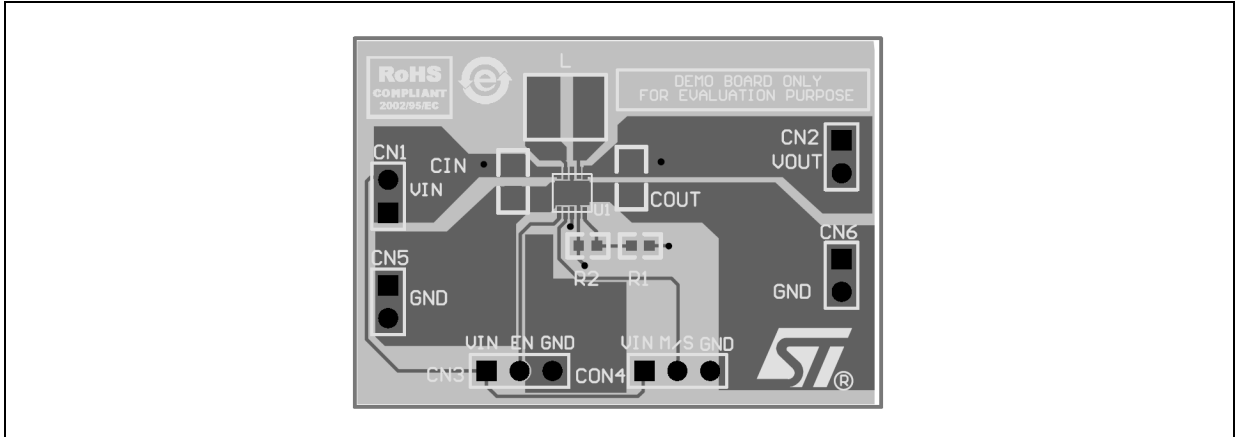 L
RoHS
COMPLIANT
2002/95/EC
e
DEMO BOARD ONLY
FOR EVALUATION PURPOSE
CN1
CIN
VIN
CN2
VOUT
COUT
U1
CN5
GND
R2
R1
CN6
GND
VIN EN GND
CN3
VIN M/S GND
CON4
ST®